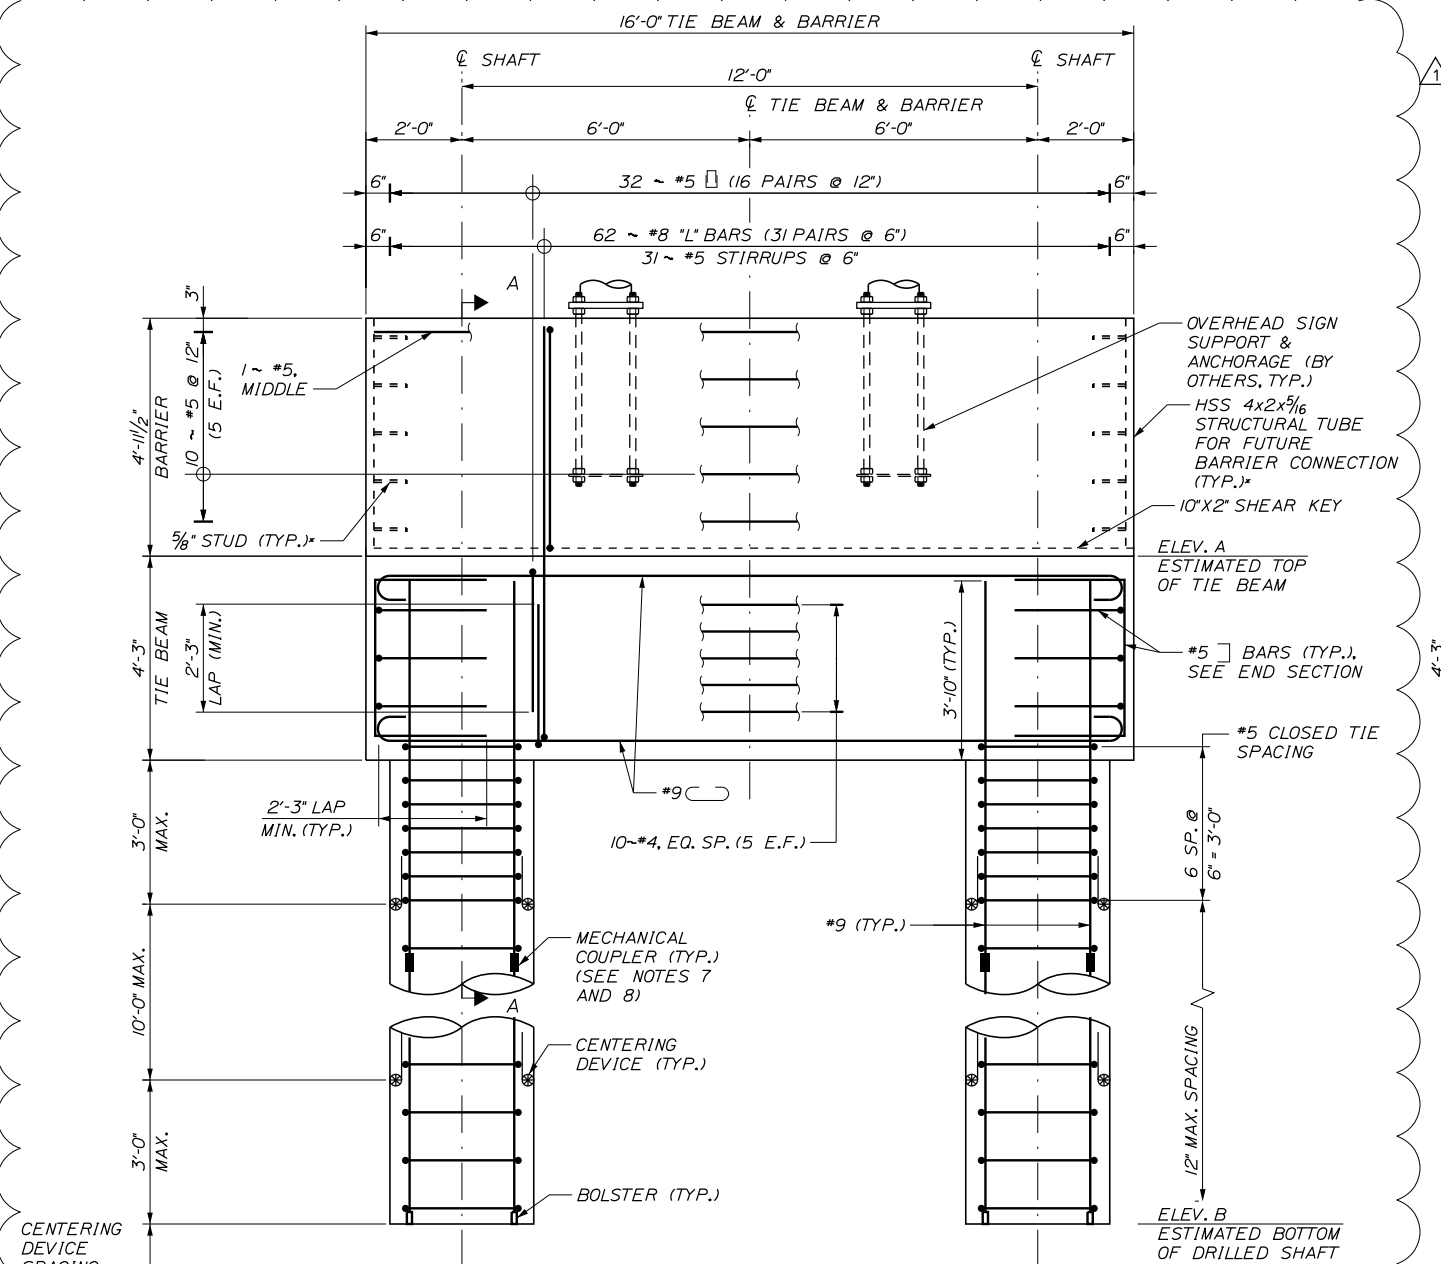 16'-0" TIE BEAM & BARRIER
℄ SHAFT
℄ SHAFT
1
12'-0"
℄ TIE BEAM & BARRIER
2'-0"
6'-0"
6'-0"
2'-0"
6"
32 ~ #5 (16 PAIRS @ 12")
6"
6"
62 ~ #8 "L" BARS (31 PAIRS @ 6")
6"
31 ~ #5 STIRRUPS @ 6"
A
3"
10 ~ #5 @ 12"
(5 E.F.)
4'-11½"
BARRIER
1 ~ #5,
MIDDLE
OVERHEAD SIGN
SUPPORT &
ANCHORAGE (BY
OTHERS, TYP.)
HSS 4x2x5/16
STRUCTURAL TUBE
FOR FUTURE
BARRIER CONNECTION
(TYP.)*
10"X2" SHEAR KEY
⅝" STUD (TYP.)*
ELEV. A
ESTIMATED TOP
OF TIE BEAM
4'-3"
TIE BEAM
2'-3"
LAP (MIN.)
3'-10" (TYP.)
#5 BARS (TYP.),
SEE END SECTION
4'-3"
#5 CLOSED TIE
SPACING
#9
2'-3" LAP
MIN. (TYP.)
3'-0"
MAX.
10~#4, EQ. SP. (5 E.F.)
6 SP. @
6" = 3'-0"
#9 (TYP.)
MECHANICAL
COUPLER (TYP.)
(SEE NOTES 7
AND 8)
A
10'-0" MAX.
CENTERING
DEVICE (TYP.)
12" MAX. SPACING
3'-0"
MAX.
BOLSTER (TYP.)
ELEV. B
ESTIMATED BOTTOM
OF DRILLED SHAFT
CENTERING
DEVICE
SPACING